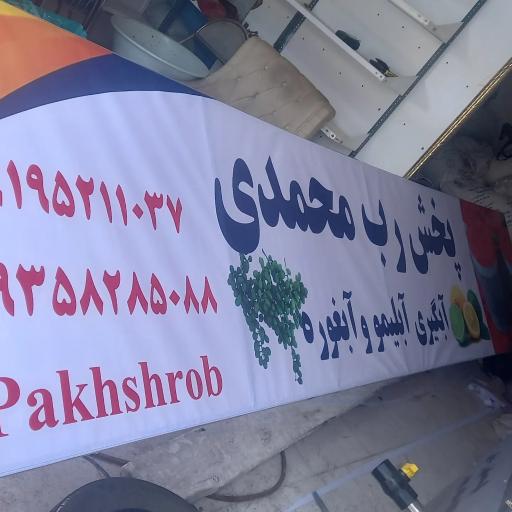 پخش رب محمدی
آبگیری آبلیمو و آبغوره
۱۹۵۲۱۱۰۳۷
۹۳۵۸۲۸۵۰۸۸
Pakhshrob